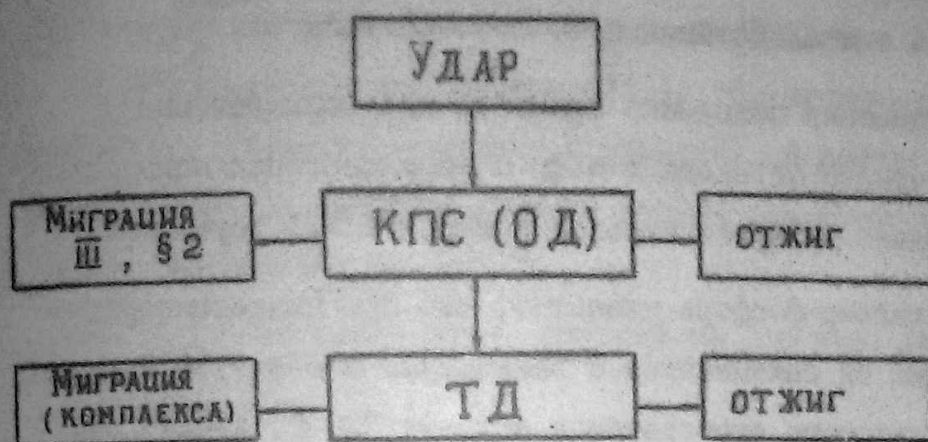 Удар
Миграция
III, §2
КПС (ОД)
отжиг
Миграция
(комплекса)
ТД
отжиг